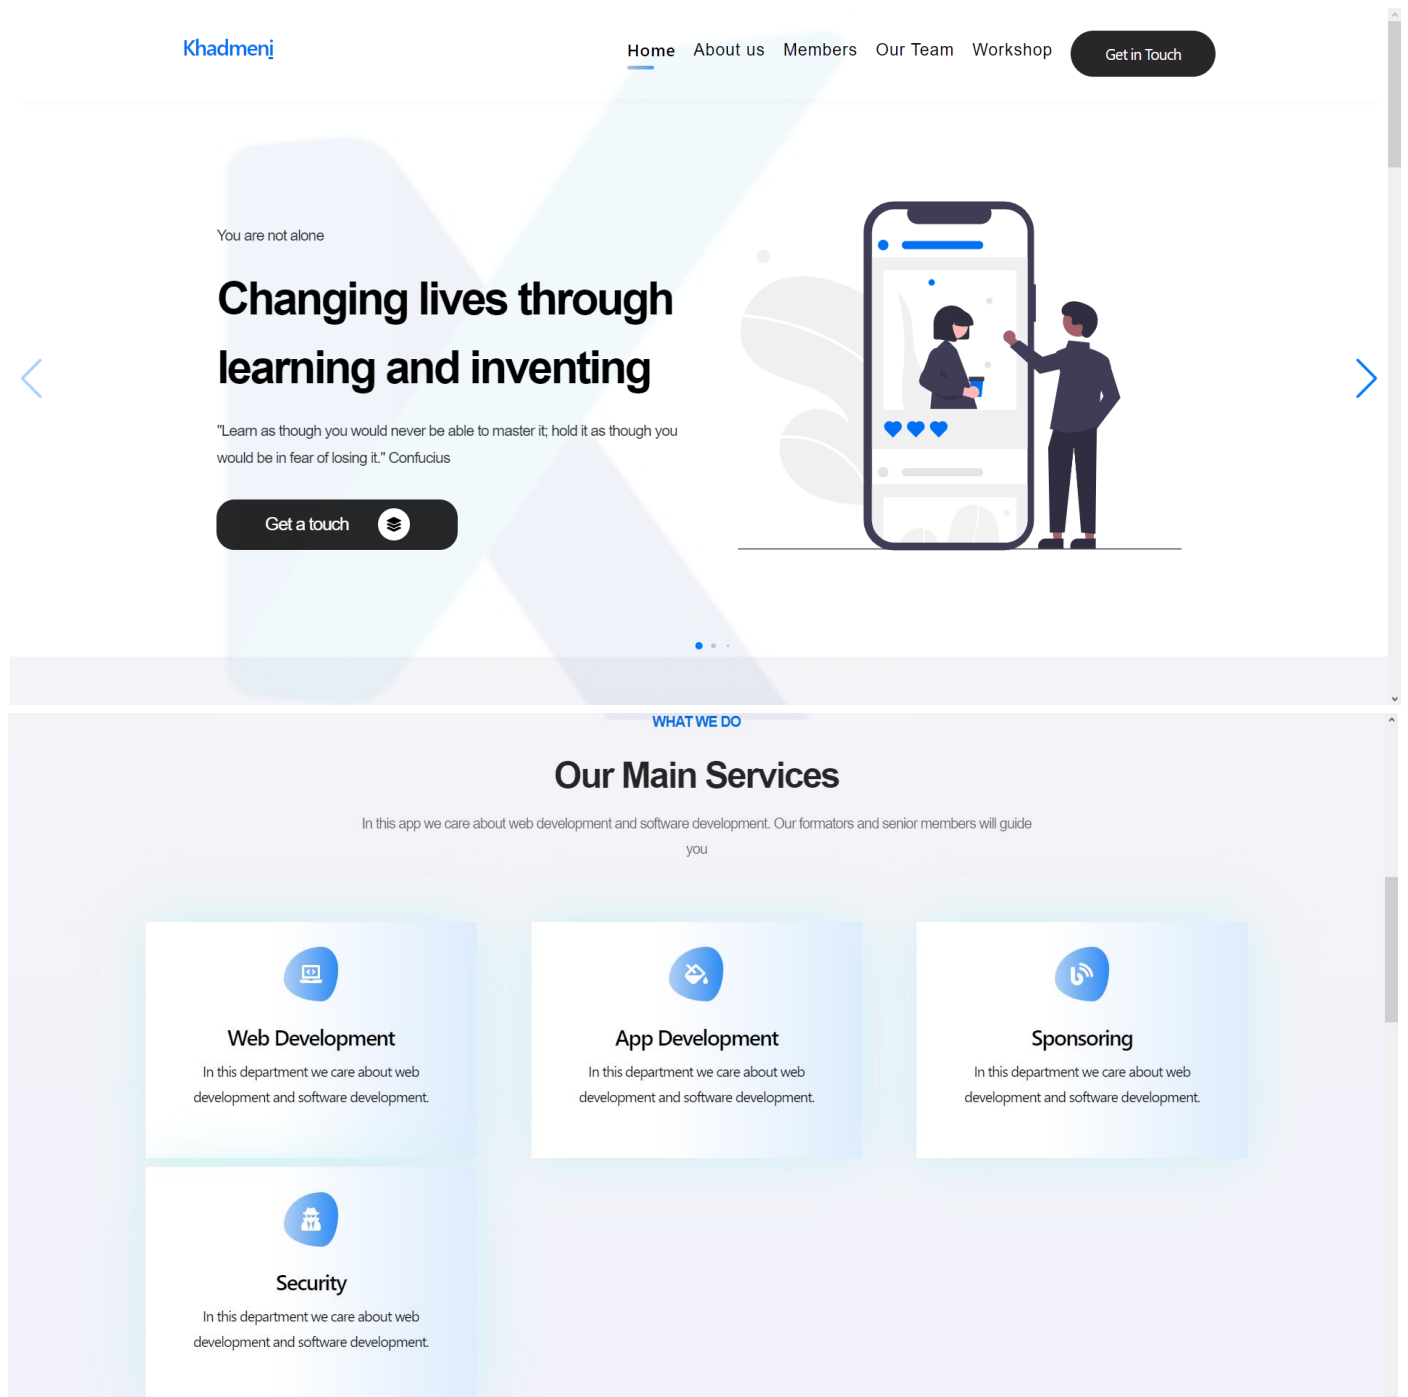 Khadmeni
Home About us Members Our Team Workshop Get in Touch
You are not alone
Changing lives through
learning and inventing
"Learn as though you would never be able to master it; hold it as though you
would be in fear of losing it." Confucius
Get a touch
WHAT WE DO
Our Main Services
In this app we care about web development and software development. Our formators and senior members will guide
you
Web Development
In this department we care about web
development and software development.
App Development
In this department we care about web
development and software development.
Sponsoring
In this department we care about web
development and software development.
Security
In this department we care about web
development and software development.